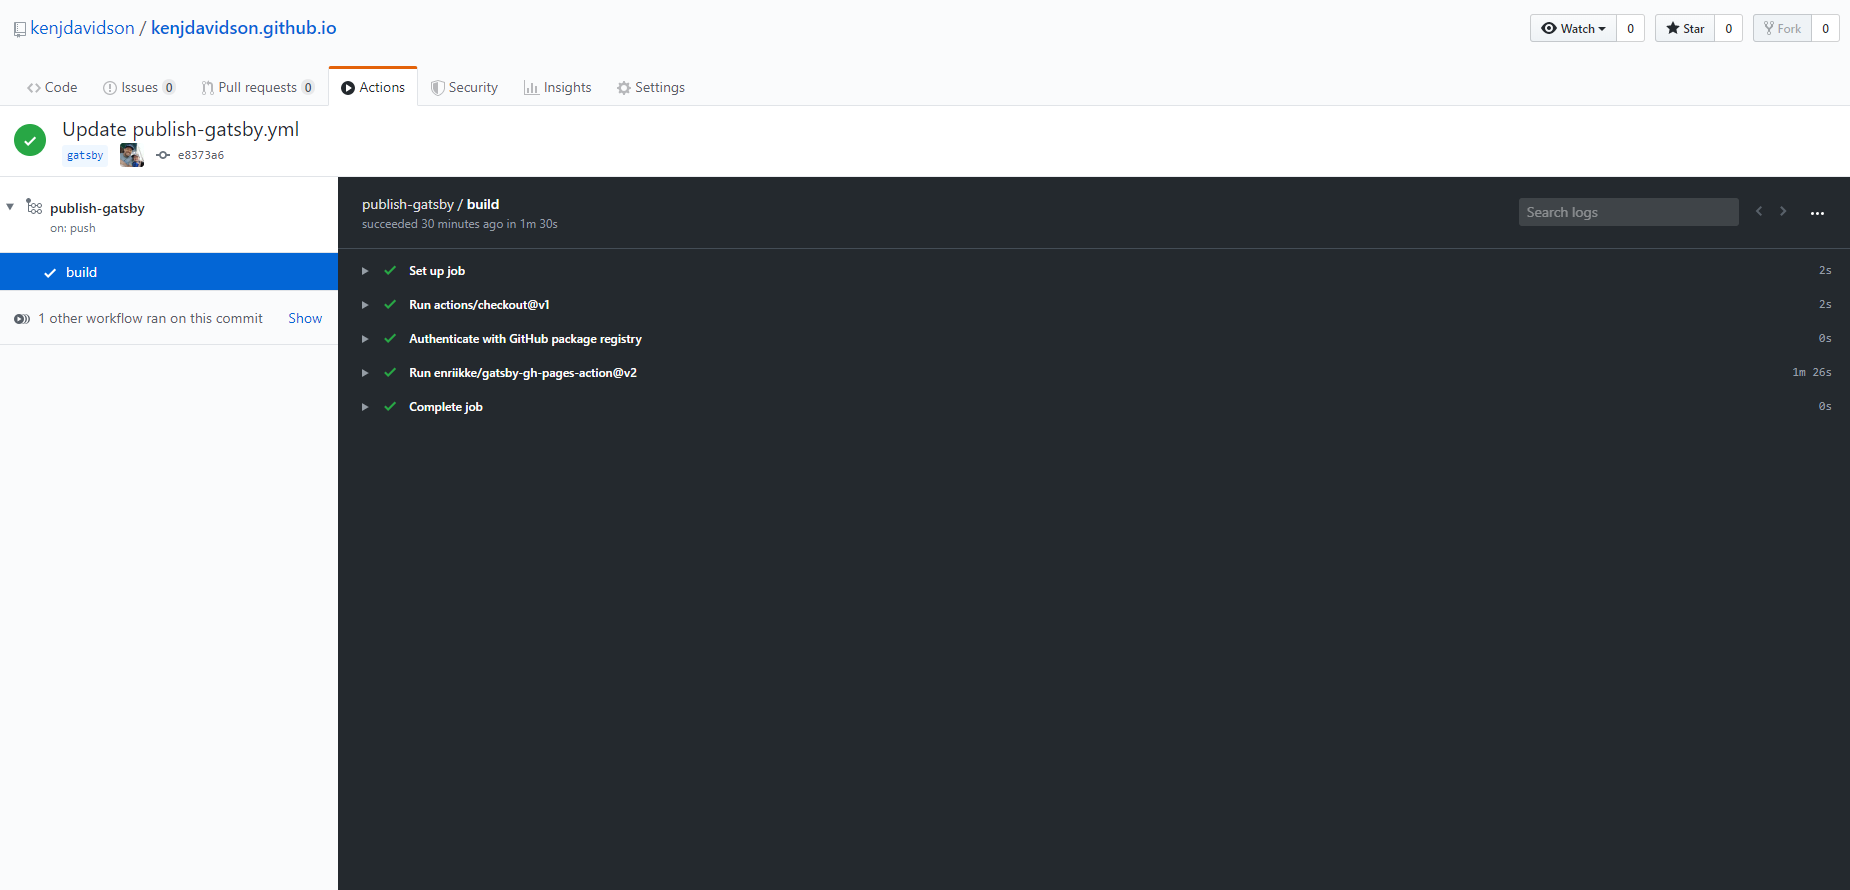 kenjdavidson / kenjdavidson.github.io
Watch 0 Star 0 Fork 0
Code Issues 0 Pull requests 0 Actions Security Insights Settings
Update publish-gatsby.yml
gatsby e8373a6
publish-gatsby
on: push
build
1 other workflow ran on this commit Show
publish-gatsby / build
succeeded 30 minutes ago in 1m 30s
Search logs
Set up job 2s
Run actions/checkout@v1 2s
Authenticate with GitHub package registry 0s
Run enriikke/gatsby-gh-pages-action@v2 1m 26s
Complete job 0s